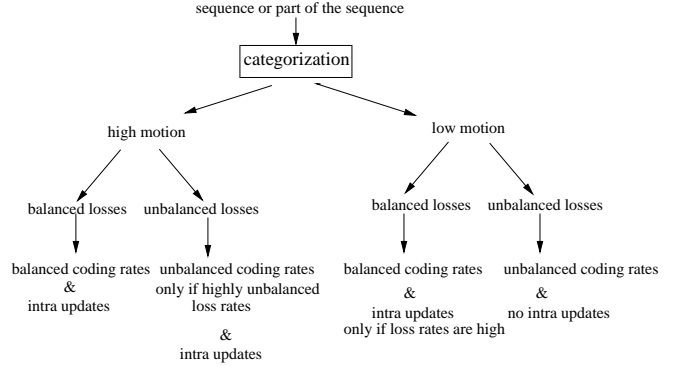 sequence or part of the sequence
categorization
high motion
low motion
balanced losses
unbalanced losses
balanced losses
unbalanced losses
balanced coding rates
&
intra updates
unbalanced coding rates
only if highly unbalanced
loss rates
&
intra updates
balanced coding rates
&
intra updates
only if loss rates are high
unbalanced coding rates
&
no intra updates